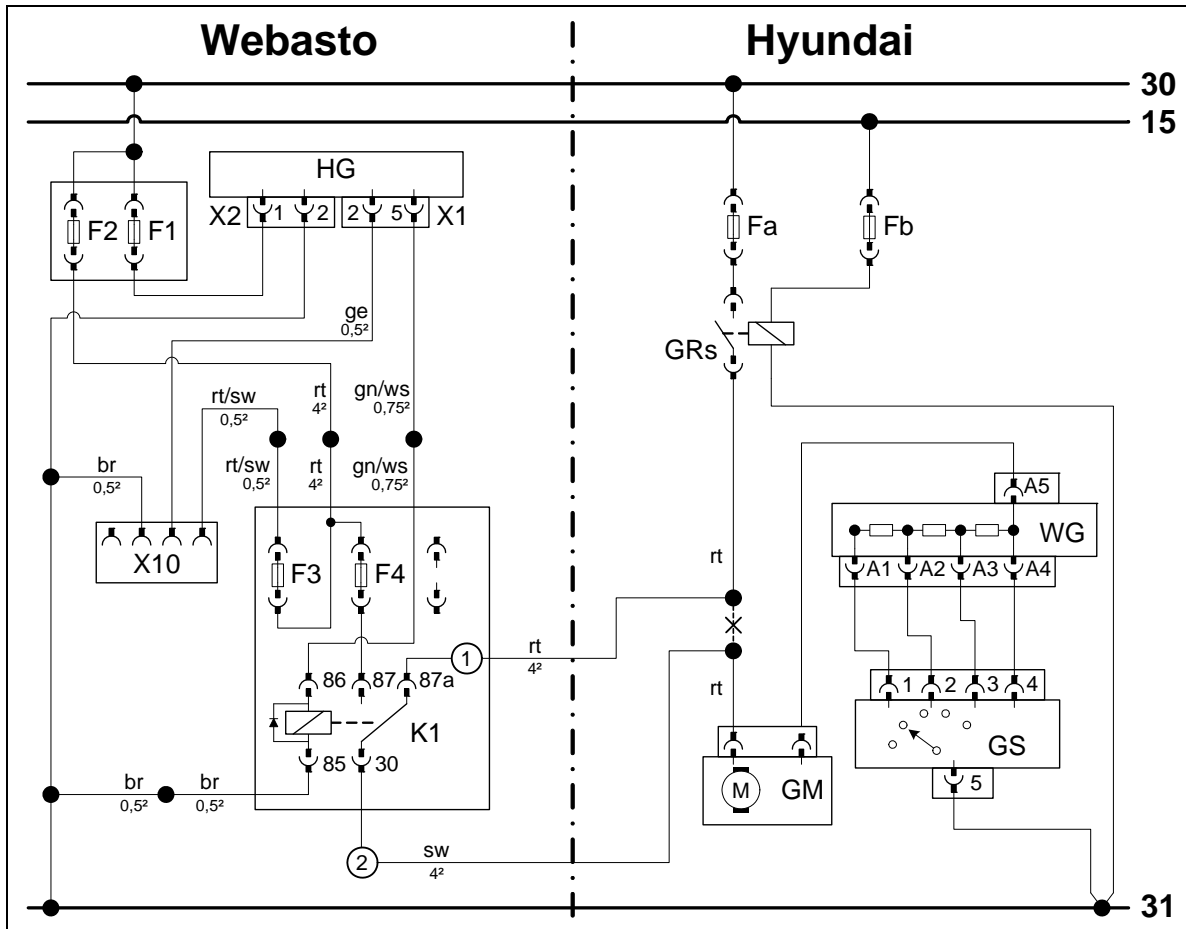 Webasto
Hyundai
30
15
HG
X2 1 2 2 5 X1
F2 F1
Fa
Fb
ge
0,5²
GRs
rt/sw
0,5²
rt
4²
gn/ws
0,75²
br
0,5²
rt/sw
0,5²
rt
4²
gn/ws
0,75²
A5
WG
X10
F3 F4
rt
A1 A2 A3 A4
1
rt
4²
86 87 87a
rt
1 2 3 4
K1
GS
85 30
M GM
5
br
0,5²
br
0,5²
2
sw
4²
31